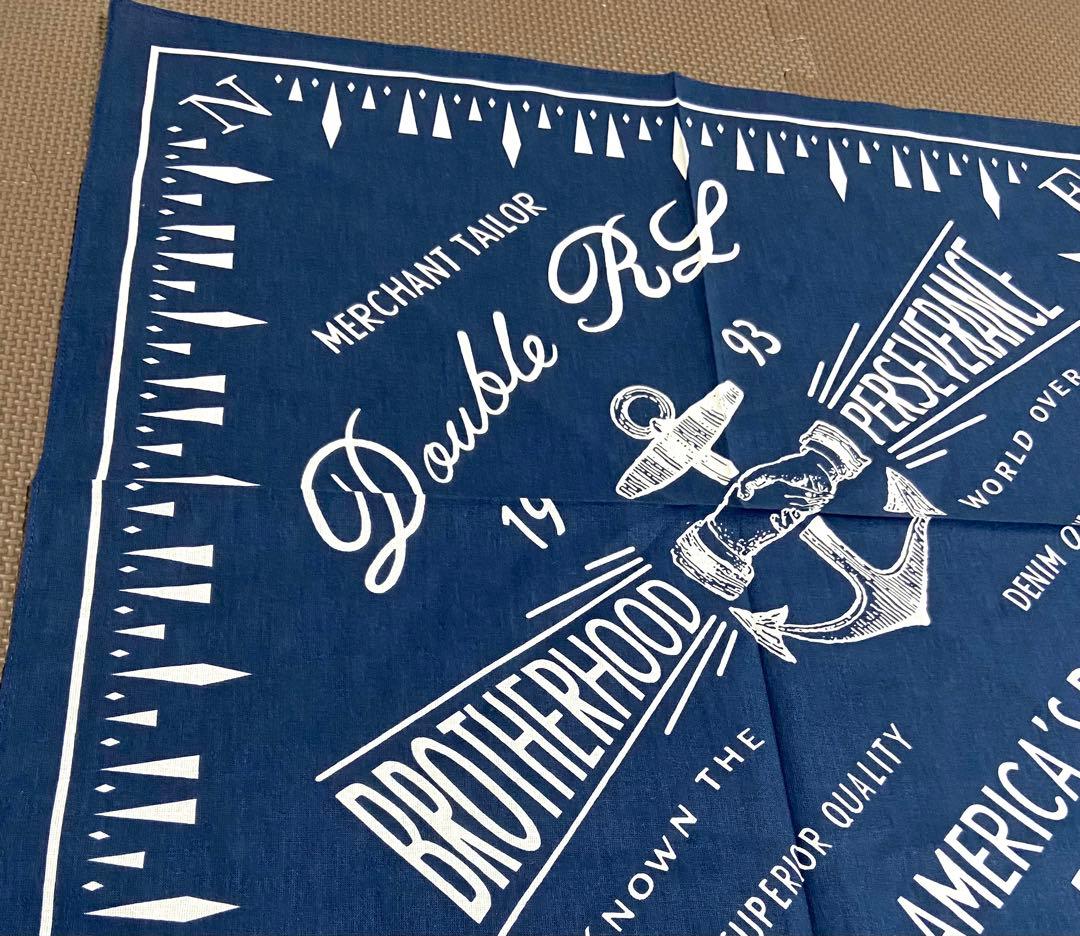 N
E
MERCHANT TAILOR
Double RL
19 93
BROTHERHOOD PERSEVERANCE
KNOWN THE WORLD OVER
SUPERIOR QUALITY DENIM
AMERICA'S